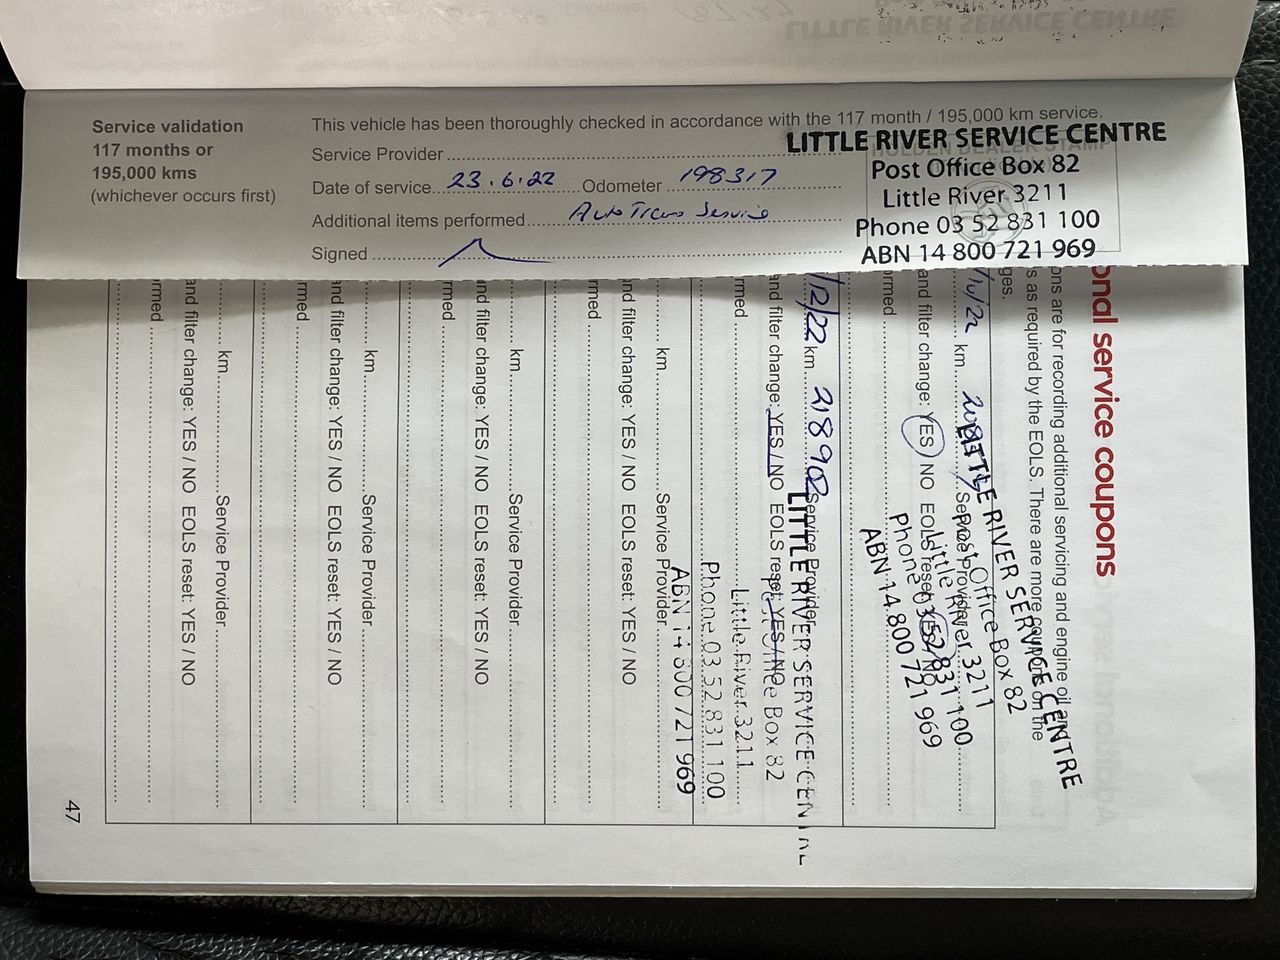 Service validation
117 months or
195,000 kms
(whichever occurs first)
This vehicle has been thoroughly checked in accordance with the 117 month / 195,000 km service.
Service Provider
Date of service 23.6.22 Odometer 198317
Additional items performed Auto Trans Service
Signed
LITTLE RIVER SERVICE CENTRE
Post Office Box 82
Little River 3211
Phone 03 52 831 100
ABN 14 800 721 969
onal service coupons
ons are for recording additional servicing and engine oil
s as required by the EOLS. There are more coupons on the
ges.
/10/22 km Service Provider
and filter change: YES / NO EOLS reset: YES / NO
rmed
LITTLE RIVER SERVICE CENTRE
Post Office Box 82
Little River 3211
Phone 03 52 831 100
ABN 14 800 721 969
/12/22 km 218902 Service Provider
and filter change: YES / NO EOLS reset: YES / NO
rmed
LITTLE RIVER SERVICE CENTRE
Post Office Box 82
Little River 3211
Phone 03 52 831 100
ABN 14 800 721 969
km Service Provider
nd filter change: YES / NO EOLS reset: YES / NO
rmed
km Service Provider
nd filter change: YES / NO EOLS reset: YES / NO
rmed
km Service Provider
nd filter change: YES / NO EOLS reset: YES / NO
rmed
km Service Provider
and filter change: YES / NO EOLS reset: YES / NO
rmed
47